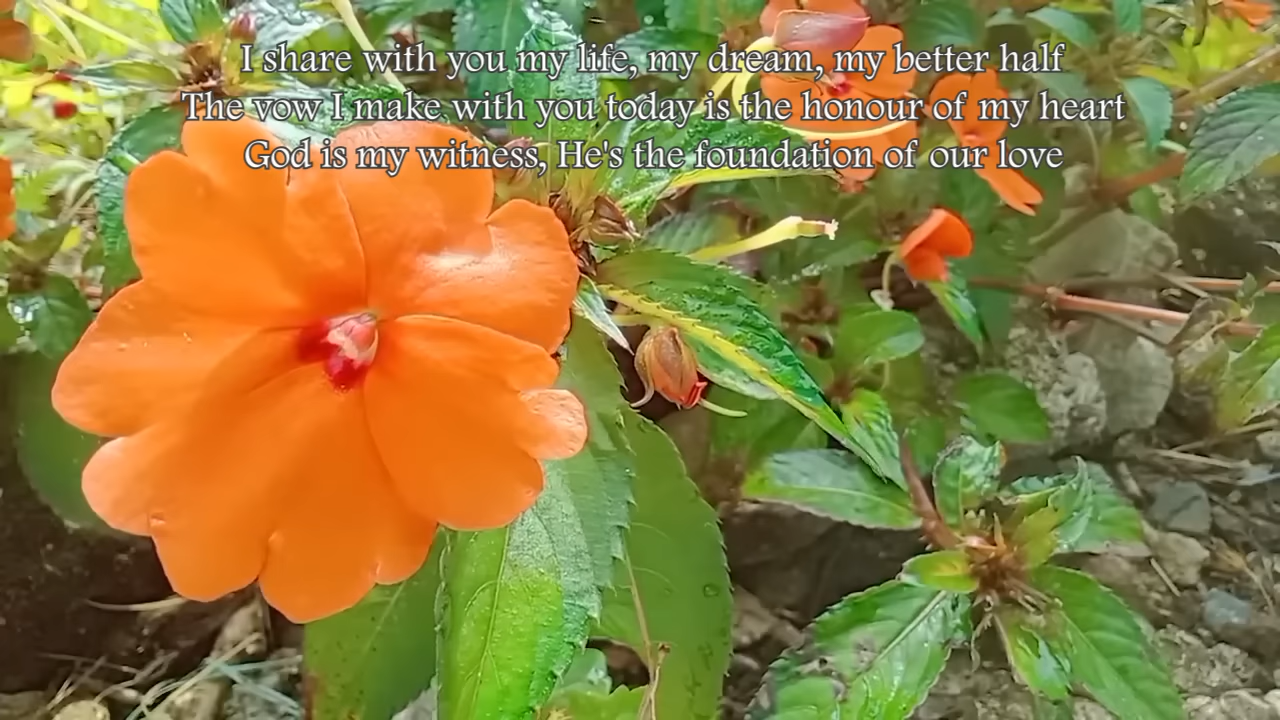 I share with you my life, my dream, my better half
The vow I make with you today is the honour of my heart
God is my witness, He's the foundation of our love